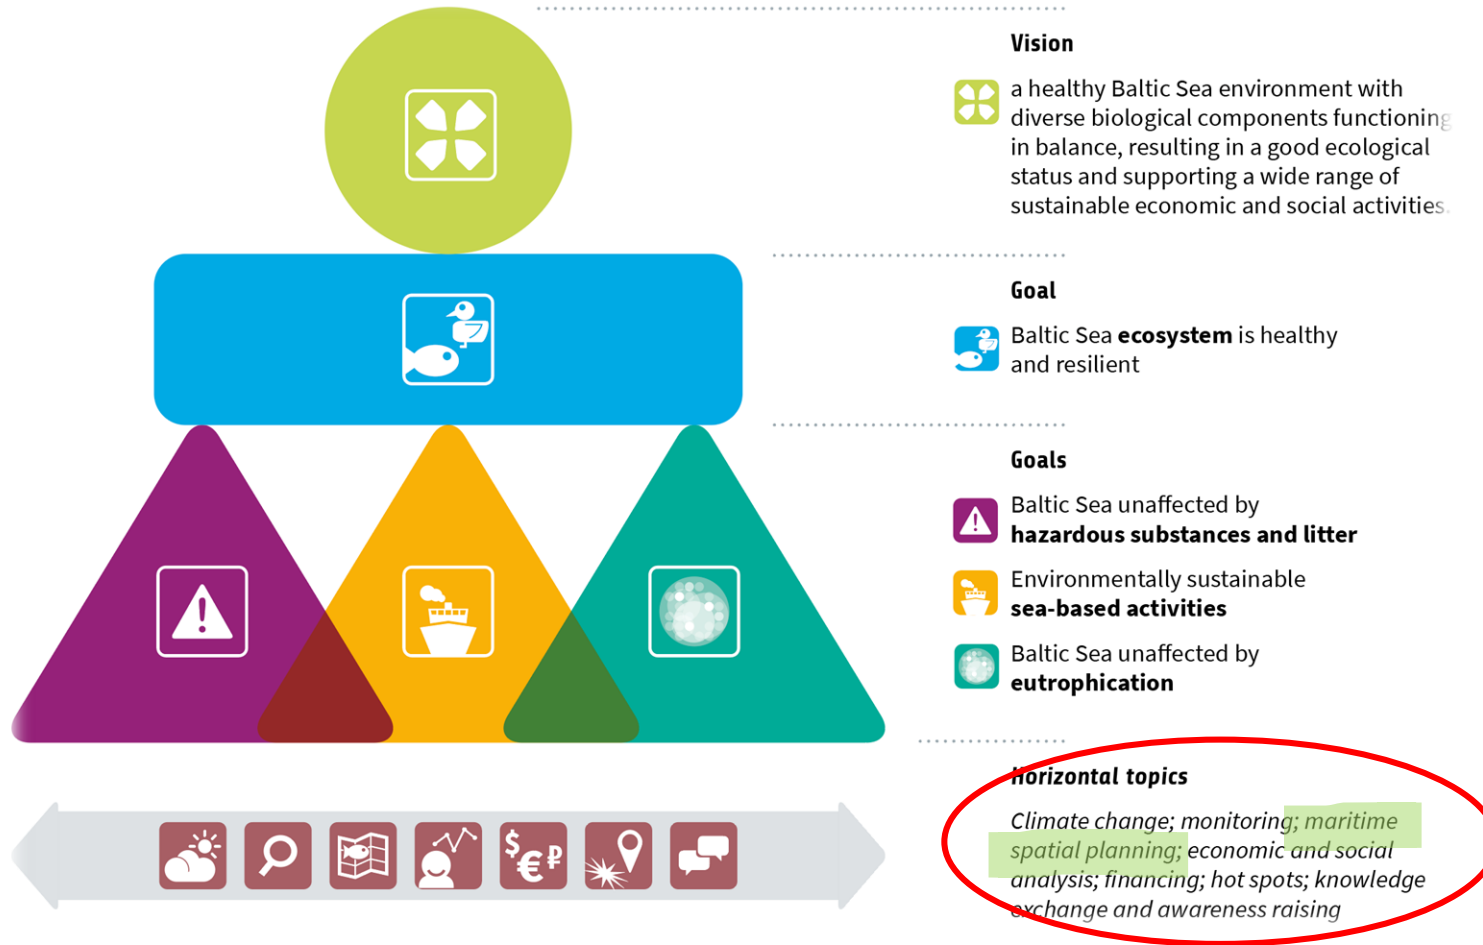 Vision
a healthy Baltic Sea environment with
diverse biological components functioning
in balance, resulting in a good ecological
status and supporting a wide range of
sustainable economic and social activities.
Goal
Baltic Sea ecosystem is healthy
and resilient
Goals
Baltic Sea unaffected by
hazardous substances and litter
Environmentally sustainable
sea-based activities
Baltic Sea unaffected by
eutrophication
Horizontal topics
Climate change; monitoring; maritime
spatial planning; economic and social
analysis; financing; hot spots; knowledge
exchange and awareness raising
$ € ₽